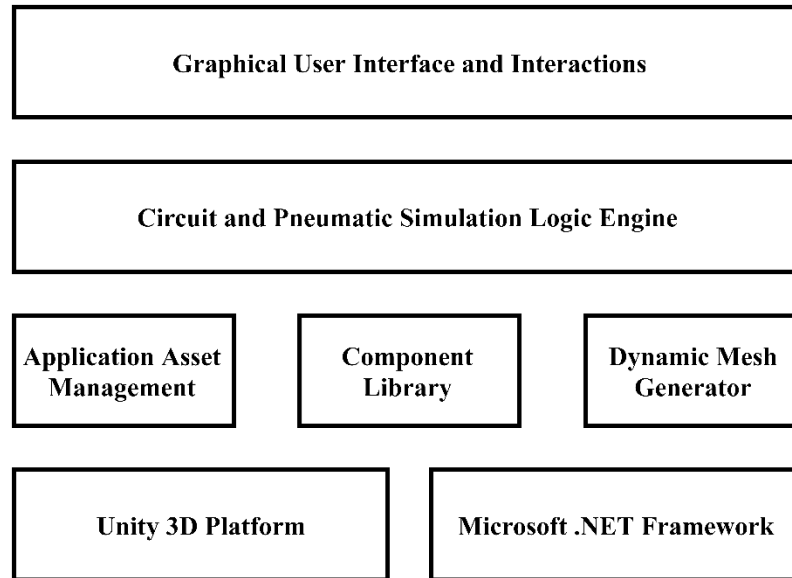 Graphical User Interface and Interactions
Circuit and Pneumatic Simulation Logic Engine
Application Asset
Management
Component
Library
Dynamic Mesh
Generator
Unity 3D Platform
Microsoft .NET Framework